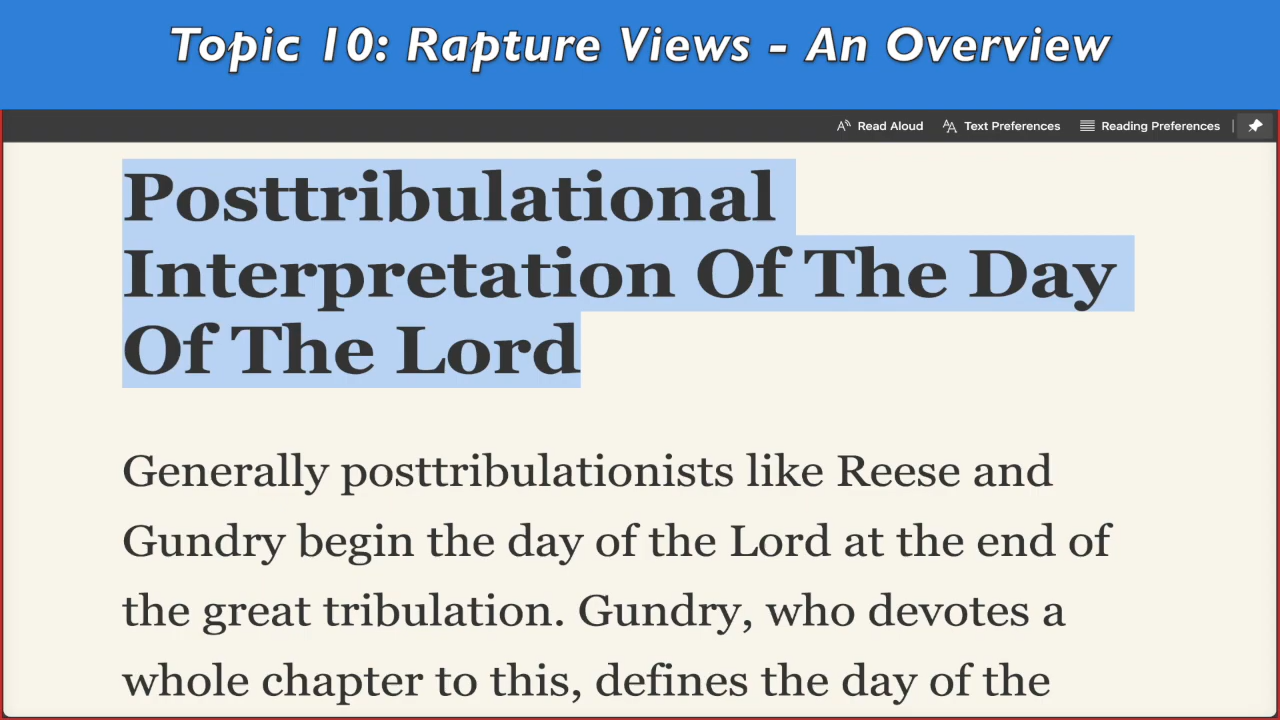 Topic 10: Rapture Views - An Overview
Read Aloud Text Preferences Reading Preferences
Posttribulational
Interpretation Of The Day
Of The Lord
Generally posttribulationists like Reese and
Gundry begin the day of the Lord at the end of
the great tribulation. Gundry, who devotes a
whole chapter to this, defines the day of the